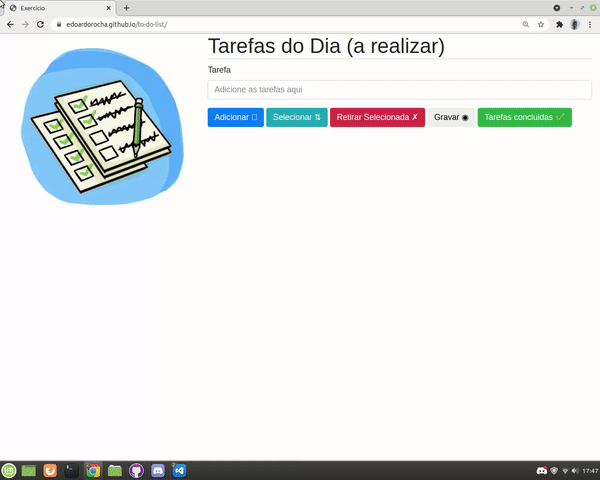 Exercício
edoardorocha.github.io/to-do-list/
Tarefas do Dia (a realizar)
Tarefa
Adicione as tarefas aqui
Adicionar
Selecionar ⇅
Retirar Selecionada ✗
Gravar ◉
Tarefas concluidas ✅
17:47